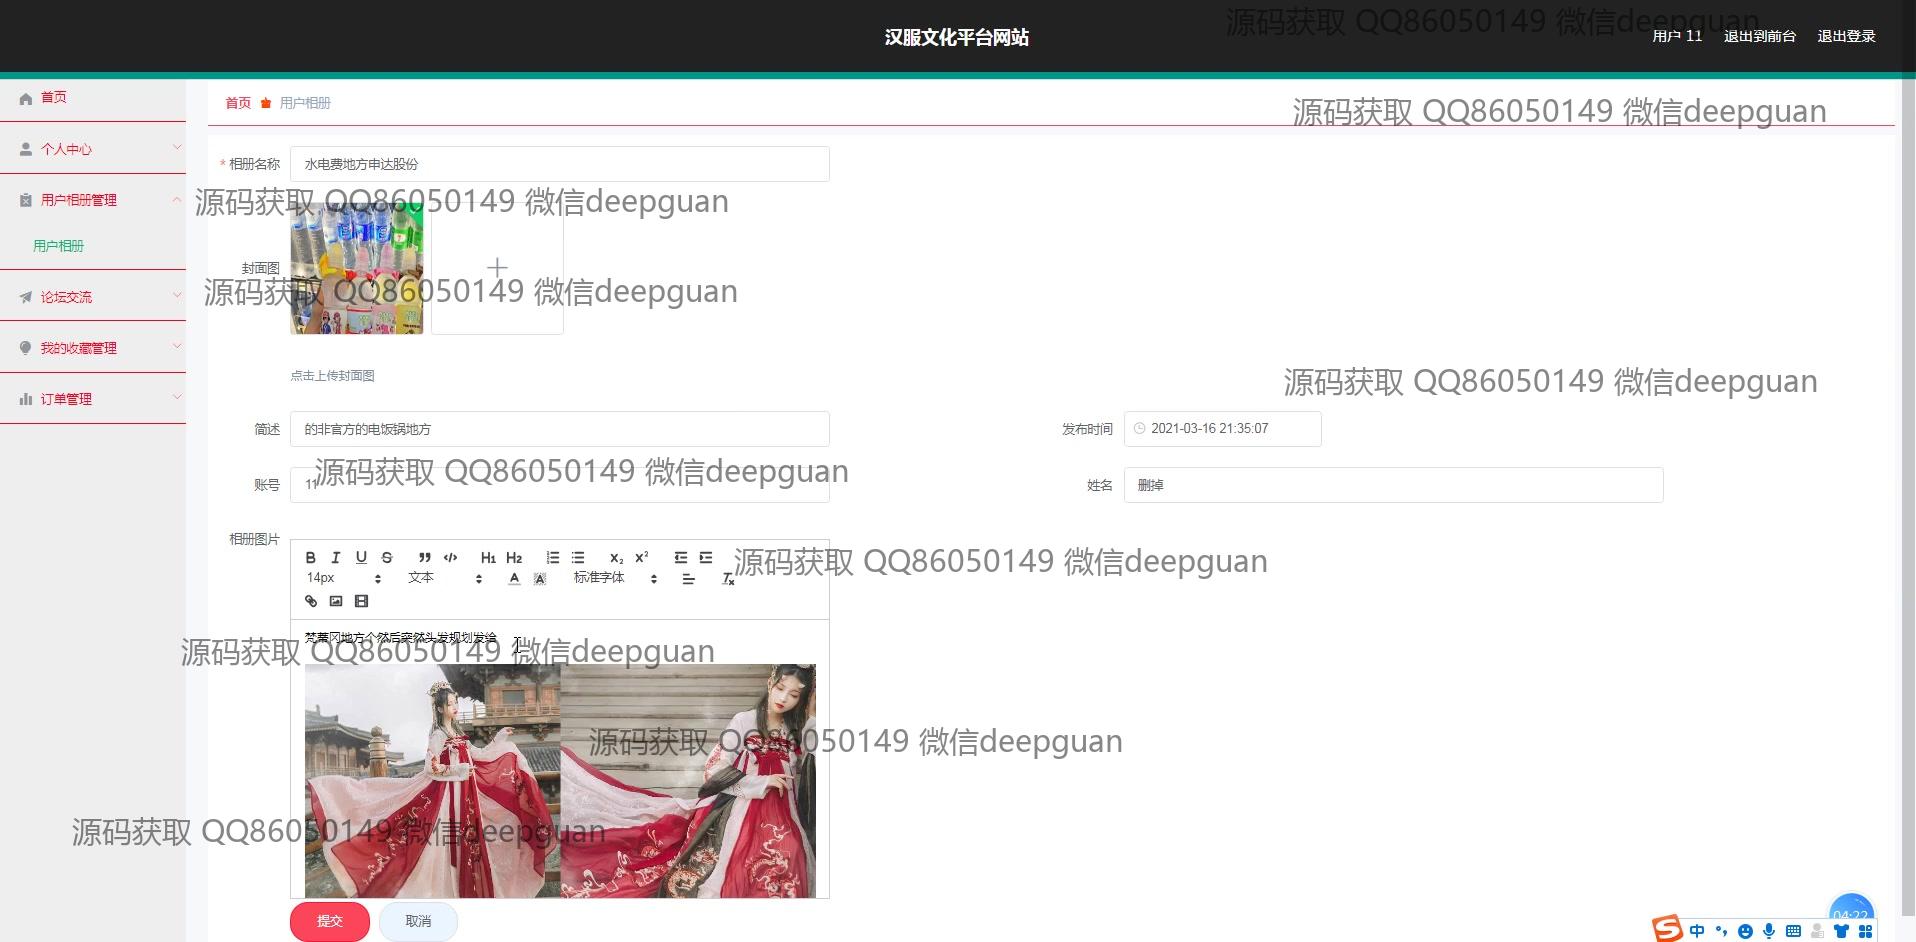 汉服文化平台网站
源码获取 QQ86050149 微信deepguan
用户 11 退出到前台 退出登录
首页
首页 用户相册
源码获取 QQ86050149 微信deepguan
个人中心
* 相册名称 水电费地方申达股份
用户相册管理
源码获取 QQ86050149 微信deepguan
用户相册
封面图
源码获取 QQ86050149 微信deepguan
论坛交流
我的收藏管理
点击上传封面图
源码获取 QQ86050149 微信deepguan
订单管理
简述 的非官方的电饭锅地方
发布时间 2021-03-16 21:35:07
源码获取 QQ86050149 微信deepguan
账号 11
姓名 删掉
相册图片
B I U S H1 H2 X2 X2
14px 文本 A A 标准字体 Tx
源码获取 QQ86050149 微信deepguan
梵蒂冈地方个然后突然头发规划发给
源码获取 QQ86050149 微信deepguan
源码获取 QQ86050149 微信deepguan
源码获取 QQ86050149 微信deepguan
提交 取消
04:22
中